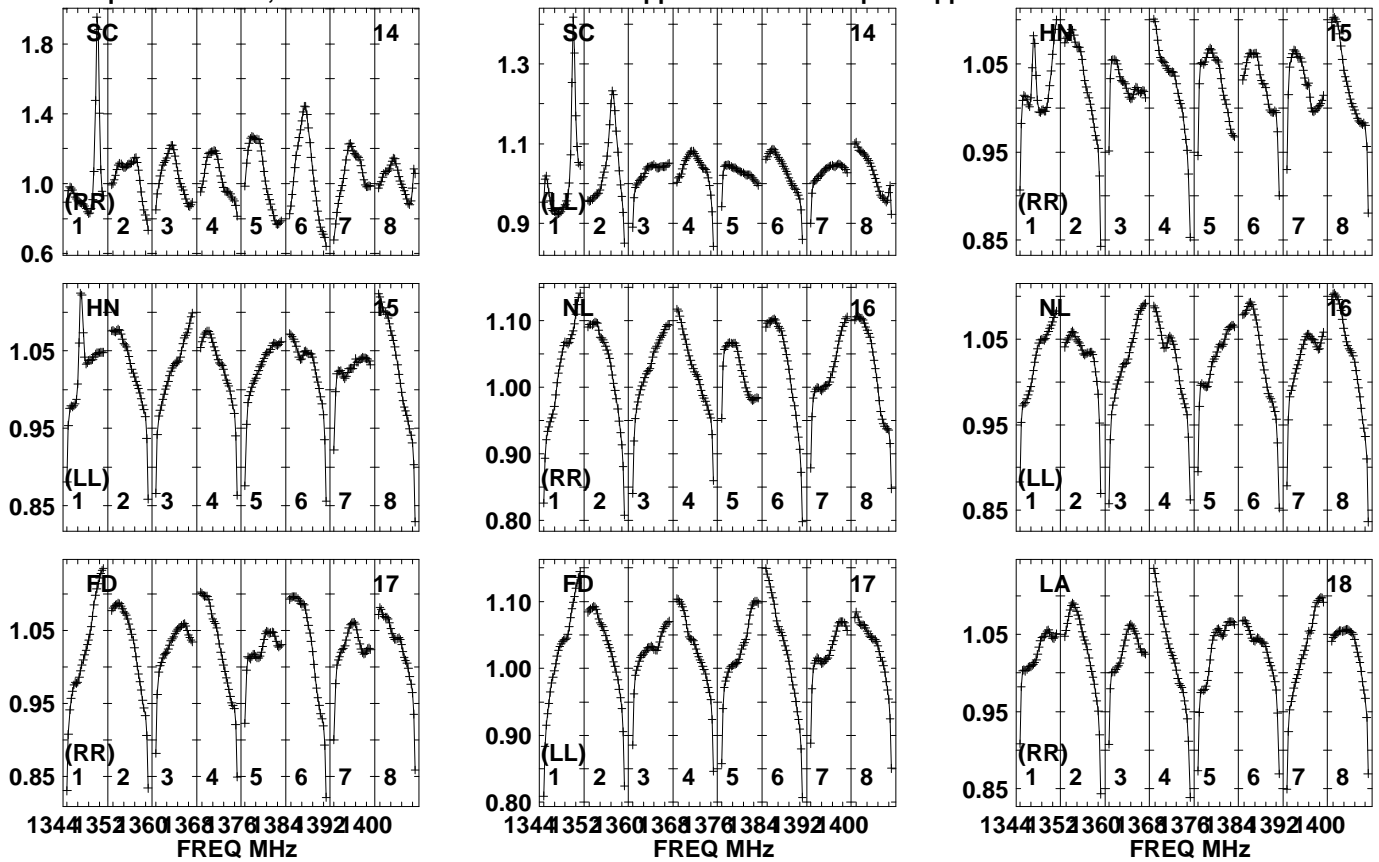 SC 14
1.8
1.4
1.0
0.6
(RR)
1 2 3 4 5 6 7 8
SC 14
1.3
1.1
0.9
(LL)
1 2 3 4 5 6 7 8
HN 15
1.05
0.95
0.85
(RR)
1 2 3 4 5 6 7 8
HN 15
1.05
0.95
0.85
(LL)
1 2 3 4 5 6 7 8
NL 16
1.10
1.00
0.90
0.80
(RR)
1 2 3 4 5 6 7 8
NL 16
1.05
0.95
0.85
(LL)
1 2 3 4 5 6 7 8
FD 17
1.05
0.95
0.85
(RR)
1 2 3 4 5 6 7 8
FD 17
1.10
1.00
0.90
0.80
(LL)
1 2 3 4 5 6 7 8
LA 18
1.05
0.95
0.85
(RR)
1 2 3 4 5 6 7 8
1344 1352 1360 1368 1376 1384 1392 1400
FREQ MHz
1344 1352 1360 1368 1376 1384 1392 1400
FREQ MHz
1344 1352 1360 1368 1376 1384 1392 1400
FREQ MHz